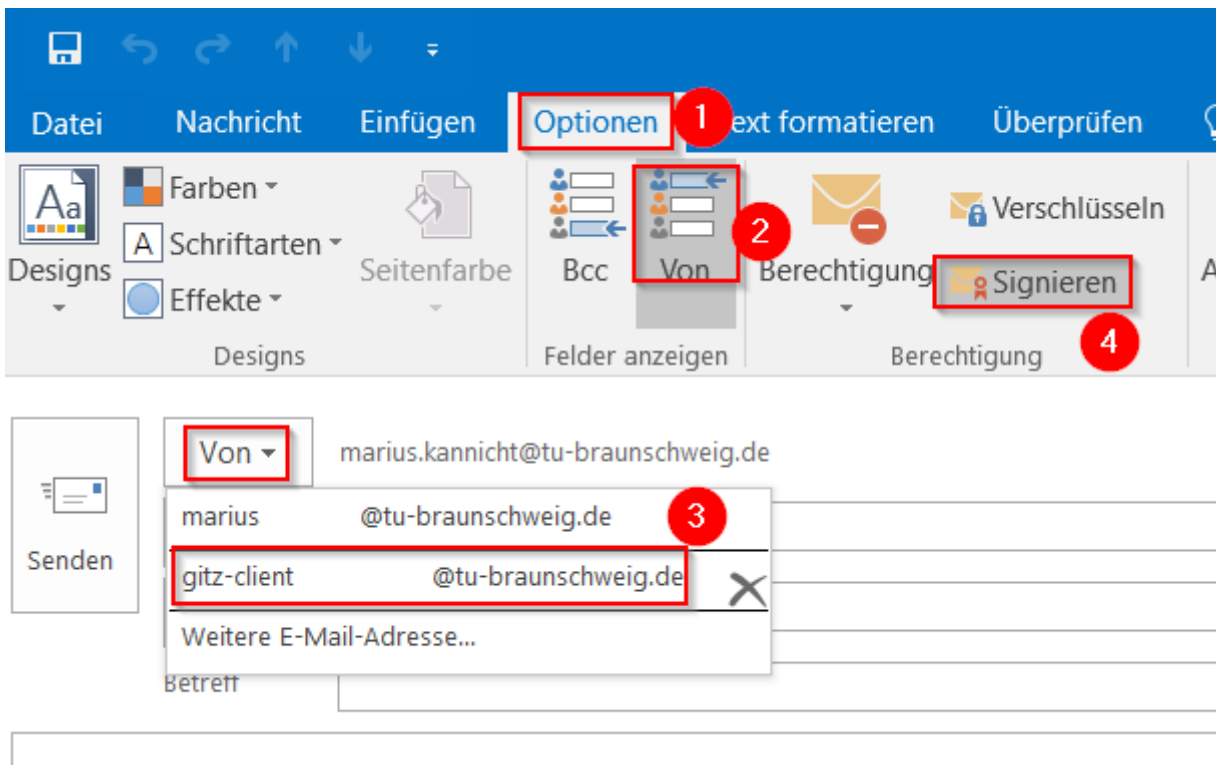 Datei Nachricht Einfügen Optionen 1 ext formatieren Überprüfen
Aa Designs
Farben
A Schriftarten
Effekte
Seitenfarbe
Bcc Von 2
Berechtigung
Verschlüsseln
Signieren
A
Designs Felder anzeigen Berechtigung 4
Senden
Von marius.kannicht@tu-braunschweig.de
marius @tu-braunschweig.de 3
gitz-client @tu-braunschweig.de
Weitere E-Mail-Adresse...
Betreff